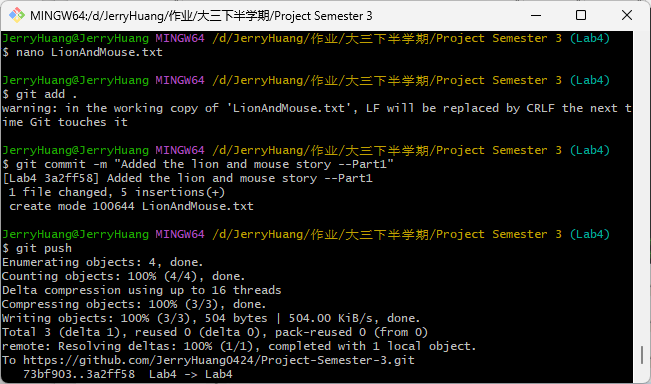 MINGW64:/d/JerryHuang/作业/大三下半学期/Project Semester 3
JerryHuang@JerryHuang MINGW64 /d/JerryHuang/作业/大三下半学期/Project Semester 3 (Lab4)
$ nano LionAndMouse.txt
JerryHuang@JerryHuang MINGW64 /d/JerryHuang/作业/大三下半学期/Project Semester 3 (Lab4)
$ git add .
warning: in the working copy of 'LionAndMouse.txt', LF will be replaced by CRLF the next t
ime Git touches it
JerryHuang@JerryHuang MINGW64 /d/JerryHuang/作业/大三下半学期/Project Semester 3 (Lab4)
$ git commit -m "Added the lion and mouse story --Part1"
[Lab4 3a2ff58] Added the lion and mouse story --Part1
 1 file changed, 5 insertions(+)
 create mode 100644 LionAndMouse.txt
JerryHuang@JerryHuang MINGW64 /d/JerryHuang/作业/大三下半学期/Project Semester 3 (Lab4)
$ git push
Enumerating objects: 4, done.
Counting objects: 100% (4/4), done.
Delta compression using up to 16 threads
Compressing objects: 100% (3/3), done.
Writing objects: 100% (3/3), 504 bytes | 504.00 KiB/s, done.
Total 3 (delta 1), reused 0 (delta 0), pack-reused 0 (from 0)
remote: Resolving deltas: 100% (1/1), completed with 1 local object.
To https://github.com/JerryHuang0424/Project-Semester-3.git
   73bf903..3a2ff58  Lab4 -> Lab4